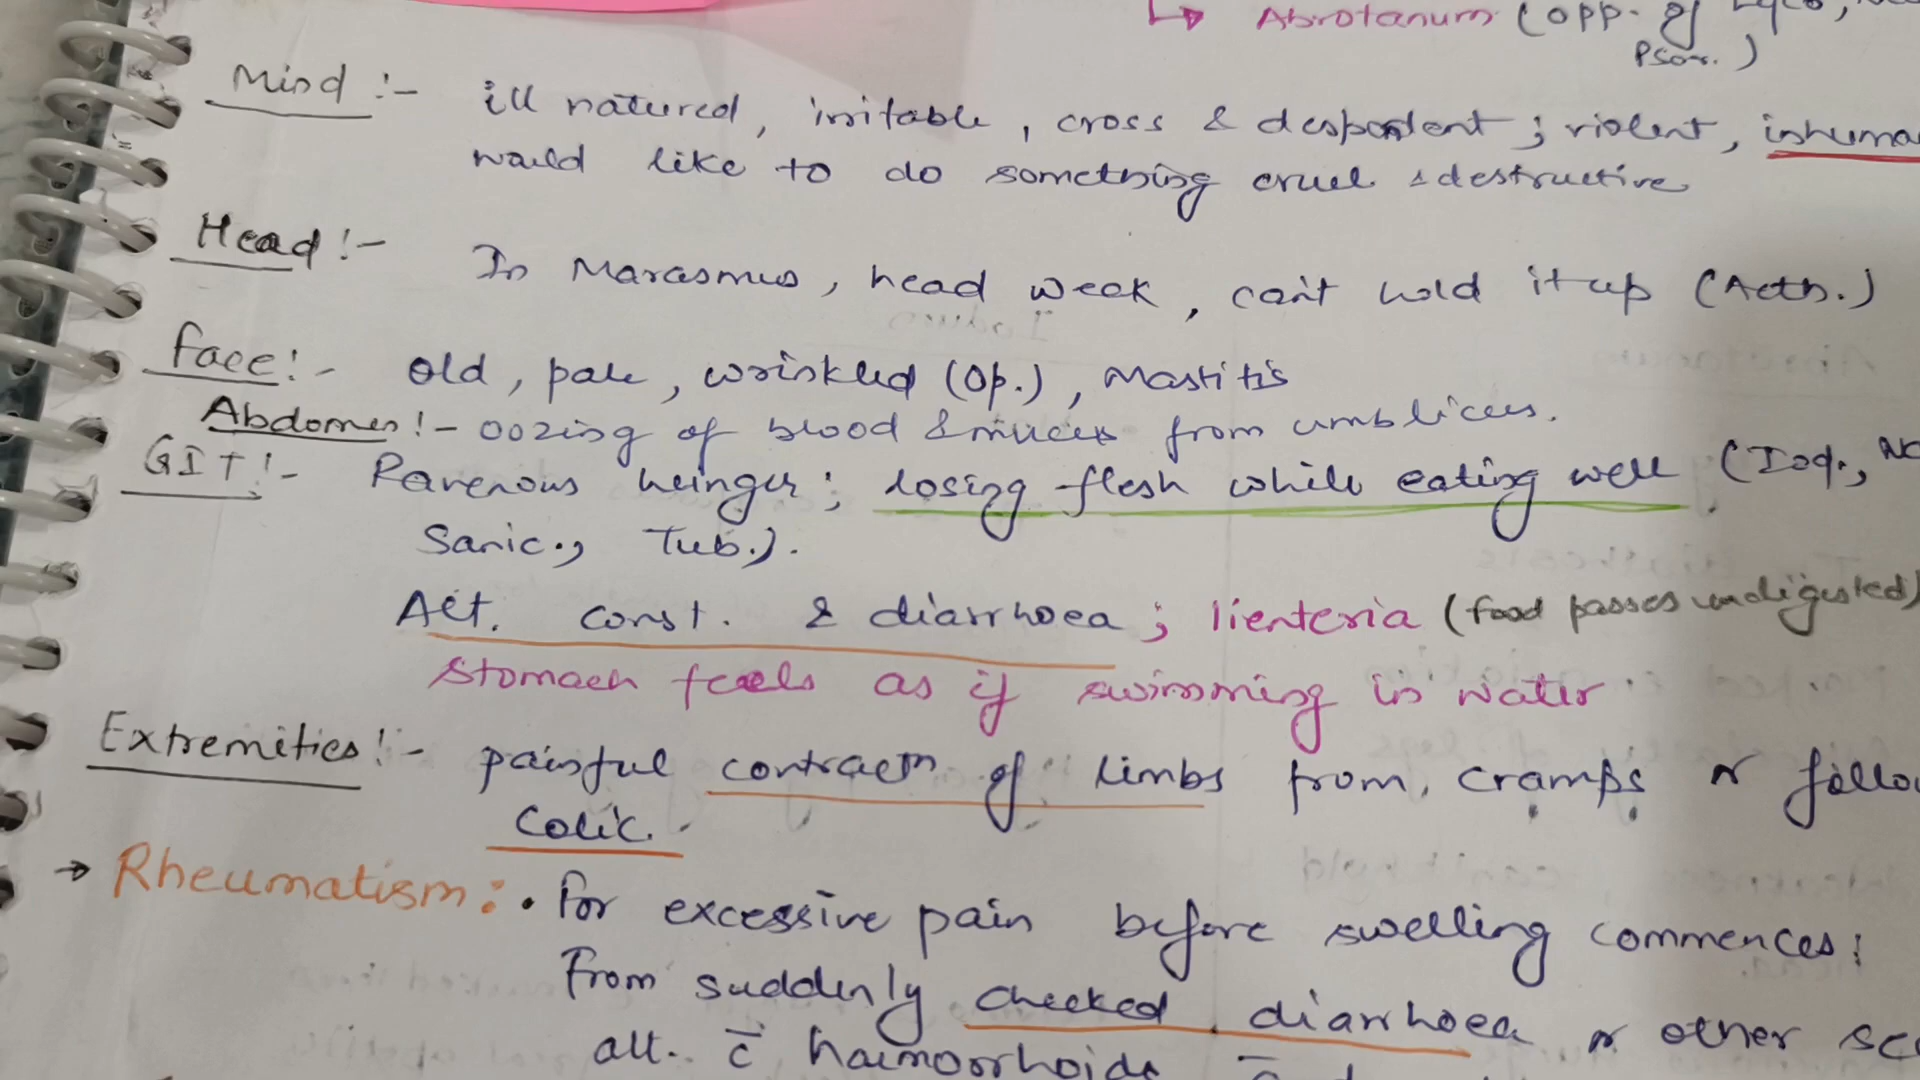 ↳ Abrotanum (opp. of Lyco,
Psor.)
Mind :- ill natured, irritable, cross & despondent ; violent, inhuma
would like to do something cruel & destructive
Head :- In Marasmus, head weak, can't hold it up (Aeth.)
Face :- old, pale, wrinkled (Op.), Mastitis
Abdomen :- oozing of blood & mucus from umblicus.
GIT :- Ravenous hunger ; losing flesh while eating well (Iod.,
Sanic., Tub.).
Alt. const. & diarrhoea ; lienteria (food passes undigested)
stomach feels as if swimming in water
Extremities :- painful contractn of limbs from cramps or follo
colic.
→ Rheumatism : • For excessive pain before swelling commences ;
From suddenly checked diarrhoea or other sec
alt. c̄ haemorrhoids